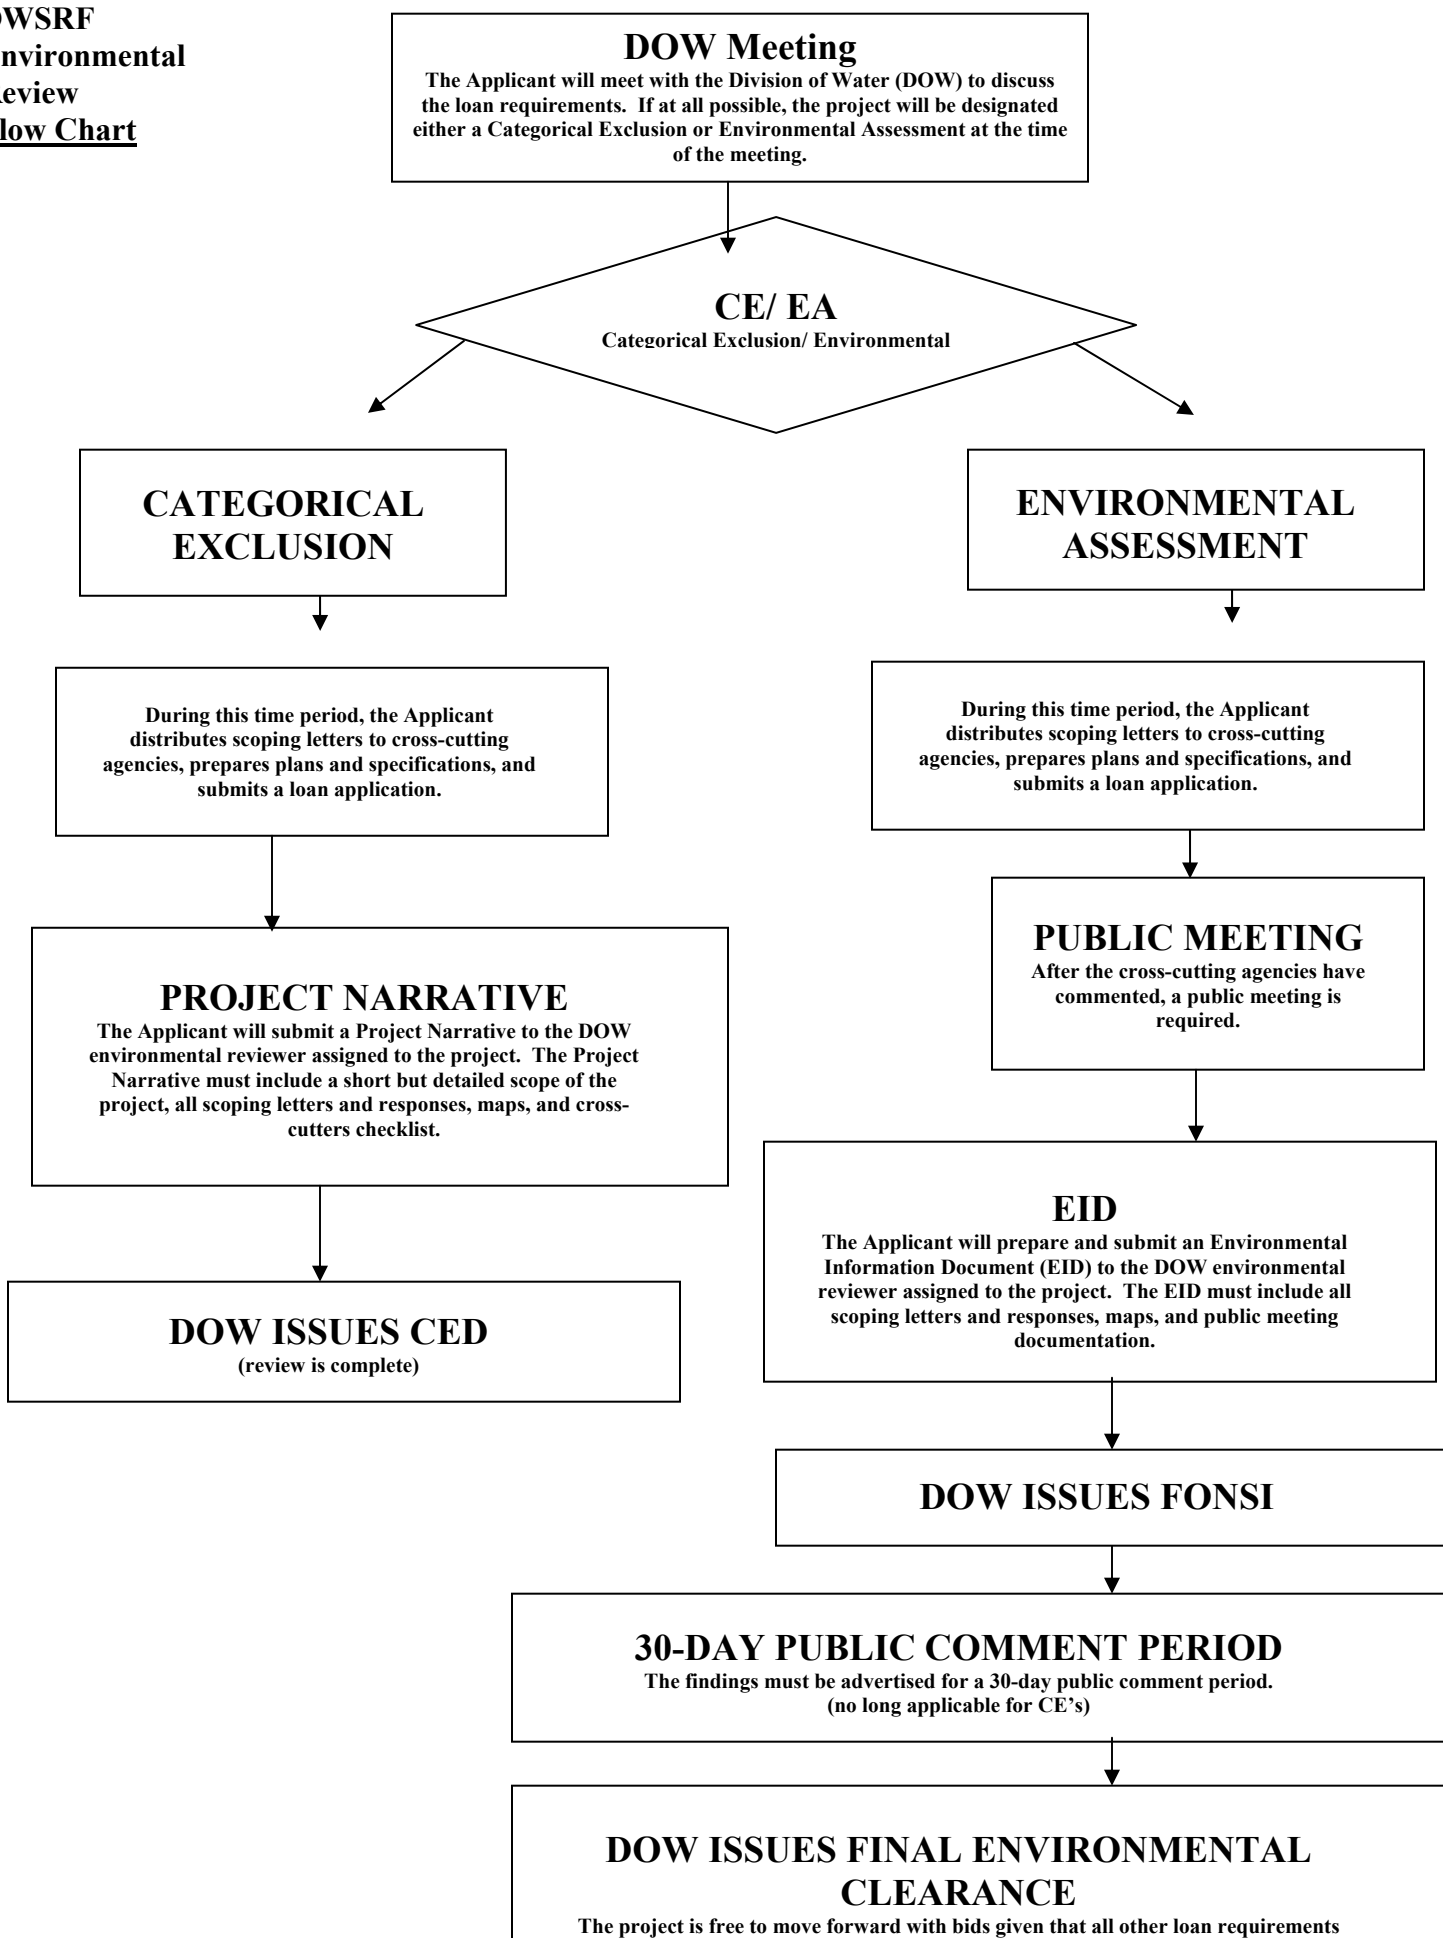 DWSRF
Environmental
Review
Flow Chart
DOW Meeting
The Applicant will meet with the Division of Water (DOW) to discuss
the loan requirements. If at all possible, the project will be designated
either a Categorical Exclusion or Environmental Assessment at the time
of the meeting.
CE/ EA
Categorical Exclusion/ Environmental
CATEGORICAL
EXCLUSION
During this time period, the Applicant
distributes scoping letters to cross-cutting
agencies, prepares plans and specifications, and
submits a loan application.
PROJECT NARRATIVE
The Applicant will submit a Project Narrative to the DOW
environmental reviewer assigned to the project. The Project
Narrative must include a short but detailed scope of the
project, all scoping letters and responses, maps, and cross-
cutters checklist.
DOW ISSUES CED
(review is complete)
ENVIRONMENTAL
ASSESSMENT
During this time period, the Applicant
distributes scoping letters to cross-cutting
agencies, prepares plans and specifications, and
submits a loan application.
PUBLIC MEETING
After the cross-cutting agencies have
commented, a public meeting is
required.
EID
The Applicant will prepare and submit an Environmental
Information Document (EID) to the DOW environmental
reviewer assigned to the project. The EID must include all
scoping letters and responses, maps, and public meeting
documentation.
DOW ISSUES FONSI
30-DAY PUBLIC COMMENT PERIOD
The findings must be advertised for a 30-day public comment period.
(no long applicable for CE's)
DOW ISSUES FINAL ENVIRONMENTAL
CLEARANCE
The project is free to move forward with bids given that all other loan requirements